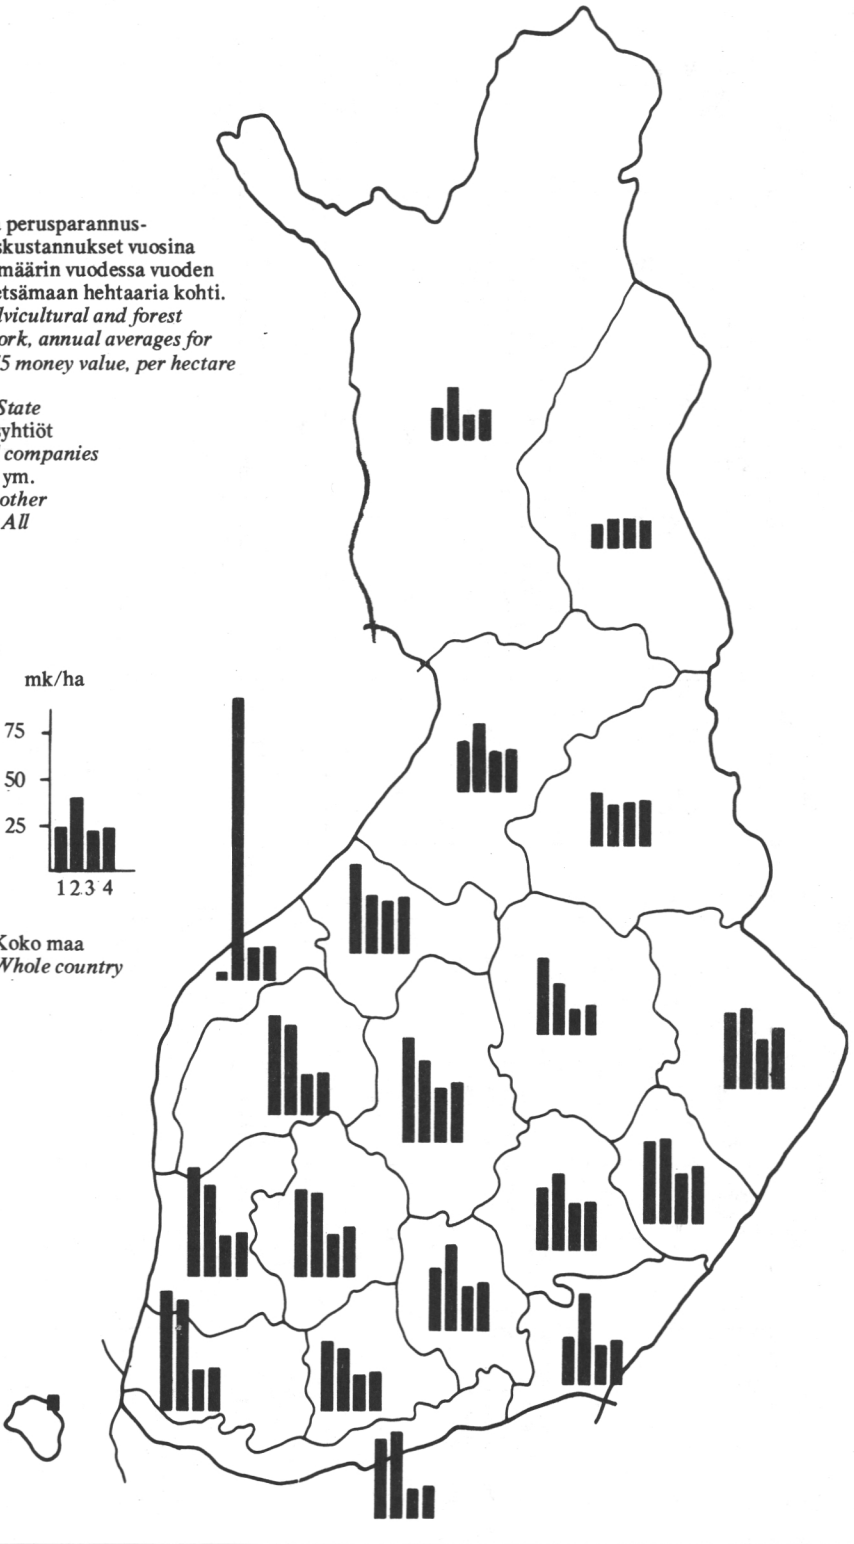 perusparannus-
skustannukset vuosina
määrin vuodessa vuoden
etsämaan hehtaaria kohti.
lvicultural and forest
ork, annual averages for
5 money value, per hectare
State
yhtiöt
companies
ym.
other
All
mk/ha
75
50
25
1 2 3 4
Koko maa
Whole country